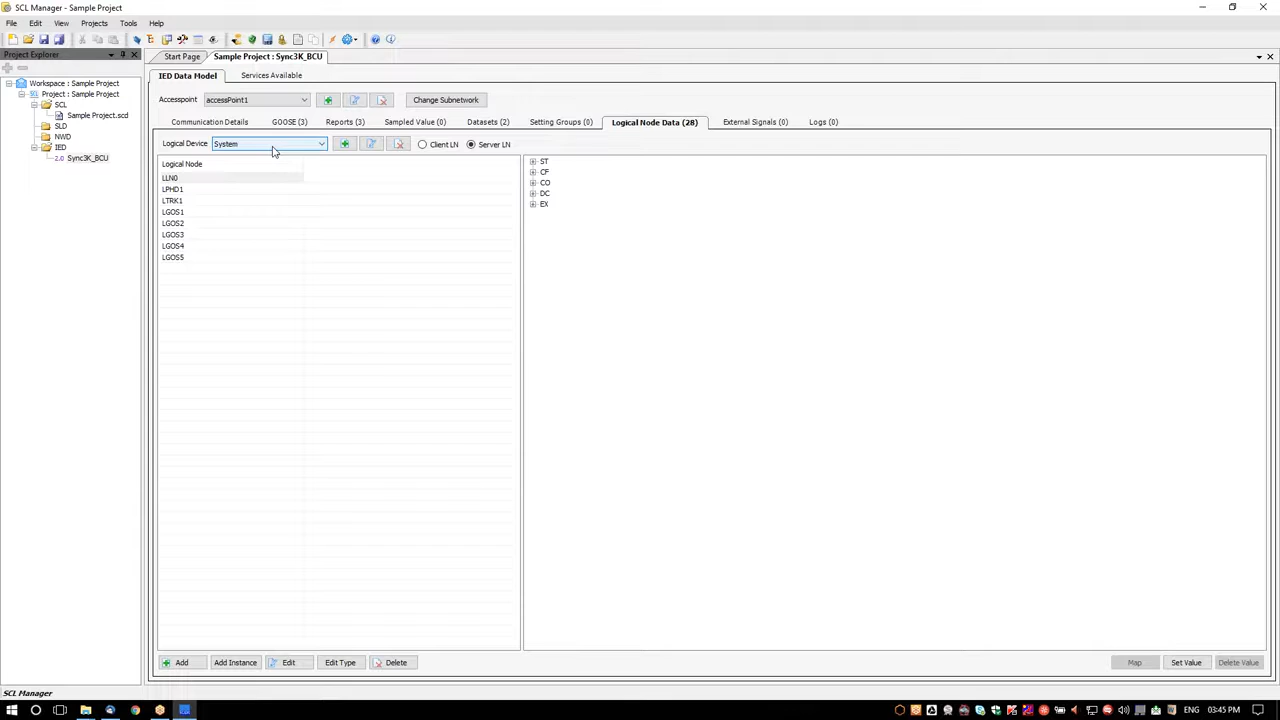 SCL Manager - Sample Project
File Edit View Projects Tools Help
Project Explorer
Start Page Sample Project : Sync3K_BCU
IED Data Model Services Available
Workspace : Sample Project
Project : Sample Project
SCL
Sample Project.scd
SLD
NWD
IED
2.0 Sync3K_BCU
Accesspoint accessPoint1 Change Subnetwork
Communication Details GOOSE (3) Reports (3) Sampled Value (0) Datasets (2) Setting Groups (0) Logical Node Data (28) External Signals (0) Logs (0)
Logical Device System Client LN Server LN
Logical Node
LLN0
LPHD1
LTRK1
LGOS1
LGOS2
LGOS3
LGOS4
LGOS5
ST
CF
CO
DC
EX
Add Add Instance Edit Edit Type Delete Map Set Value Delete Value
SCL Manager
ENG 03:45 PM